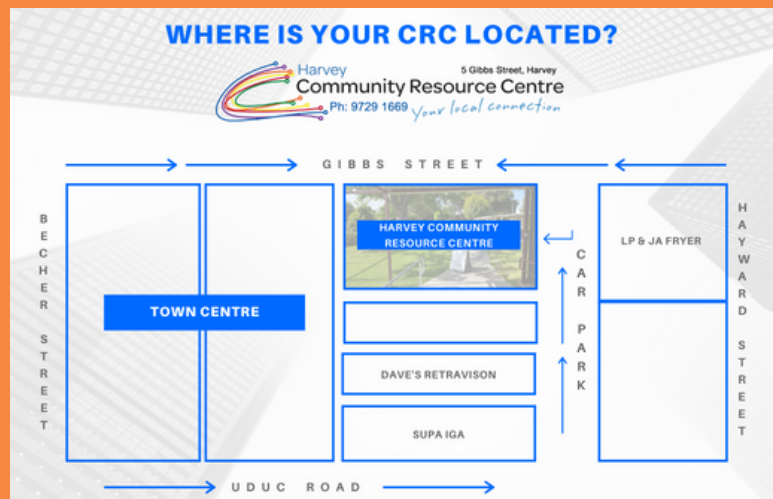 WHERE IS YOUR CRC LOCATED?
Harvey
5 Gibbs Street, Harvey
Community Resource Centre
Ph: 9729 1669
Your local connection
GIBBS STREET
BECHER STREET
HARVEY COMMUNITY
RESOURCE CENTRE
LP & JA FRYER
HAYWARD STREET
CAR PARK
TOWN CENTRE
DAVE'S RETRAVISON
SUPA IGA
UDUC ROAD